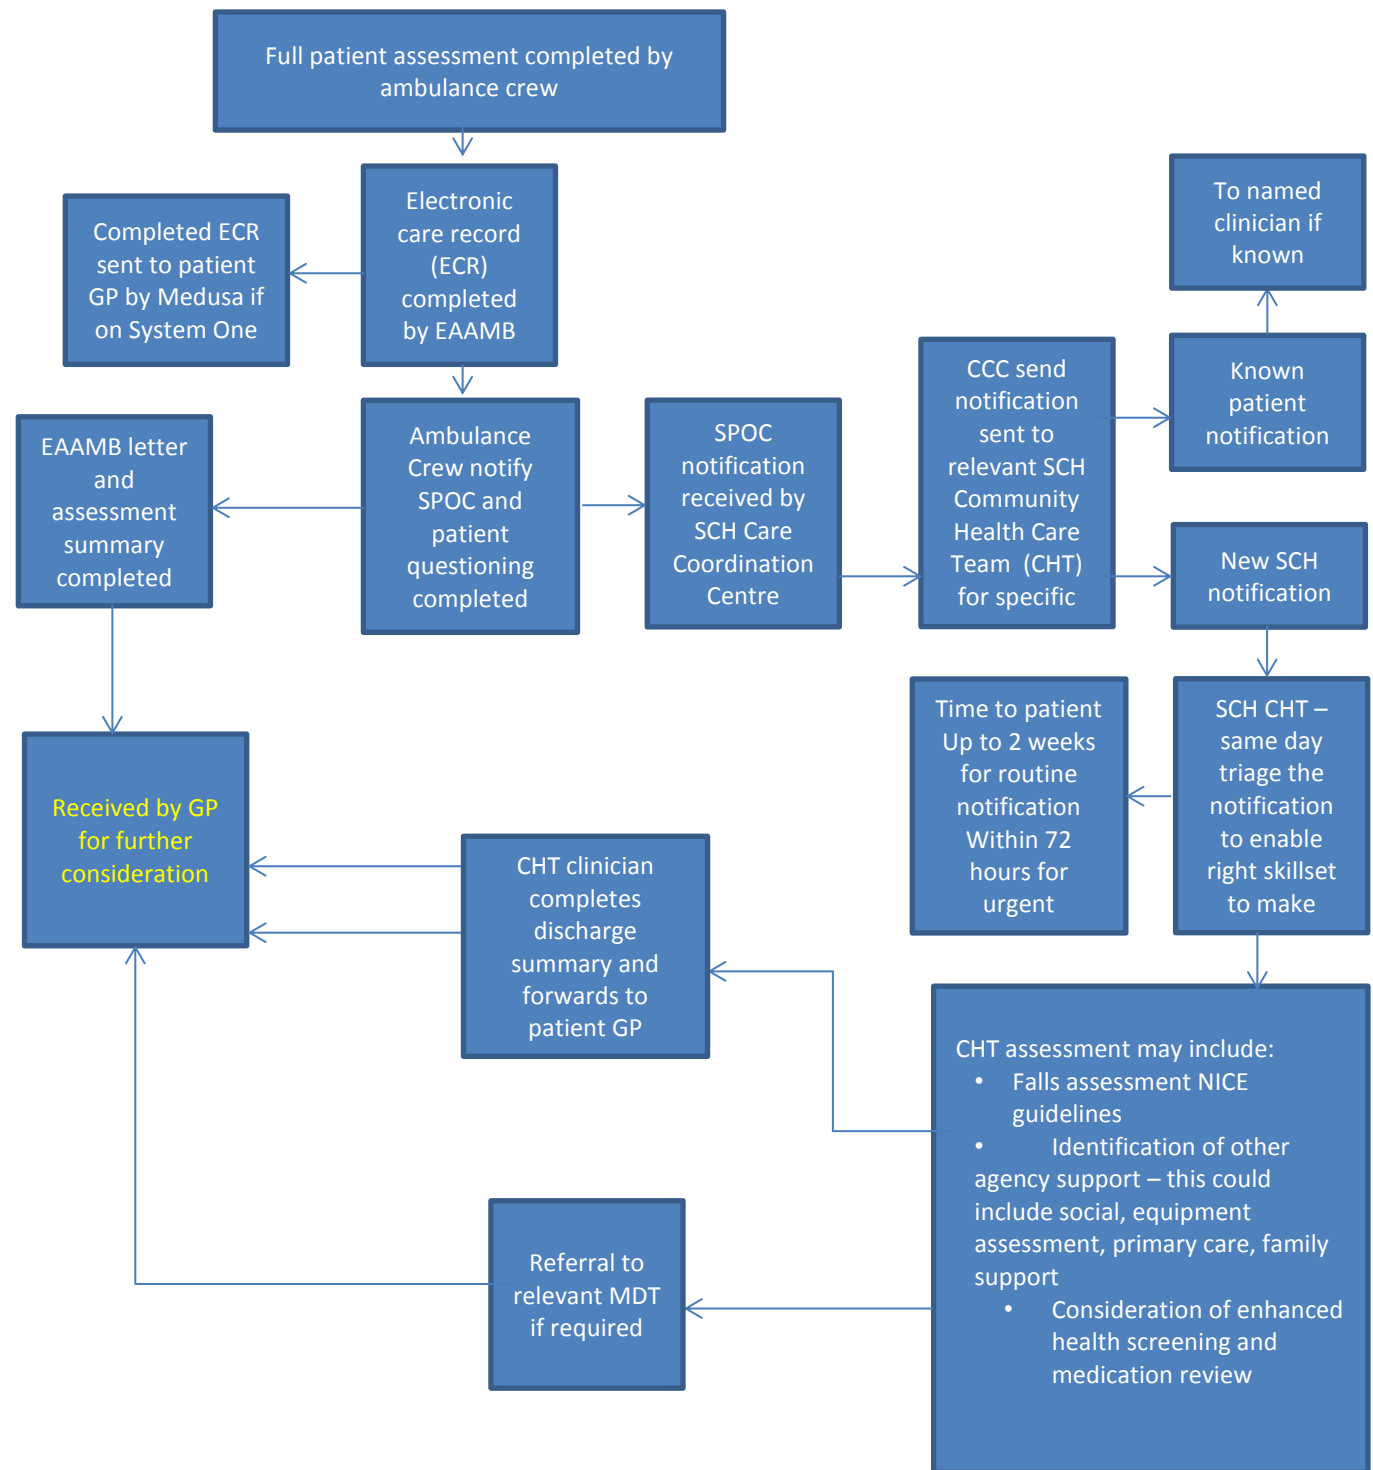 Full patient assessment completed by
ambulance crew
Electronic
care record
(ECR)
completed
by EAAMB
Completed ECR
sent to patient
GP by Medusa if
on System One
To named
clinician if
known
Known
patient
notification
CCC send
notification
sent to
relevant SCH
Community
Health Care
Team (CHT)
for specific
SPOC
notification
received by
SCH Care
Coordination
Centre
Ambulance
Crew notify
SPOC and
patient
questioning
completed
EAAMB letter
and
assessment
summary
completed
New SCH
notification
SCH CHT –
same day
triage the
notification
to enable
right skillset
to make
Time to patient
Up to 2 weeks
for routine
notification
Within 72
hours for
urgent
Received by GP
for further
consideration
CHT clinician
completes
discharge
summary and
forwards to
patient GP
CHT assessment may include:
• Falls assessment NICE
guidelines
• Identification of other
agency support – this could
include social, equipment
assessment, primary care, family
support
• Consideration of enhanced
health screening and
medication review
Referral to
relevant MDT
if required